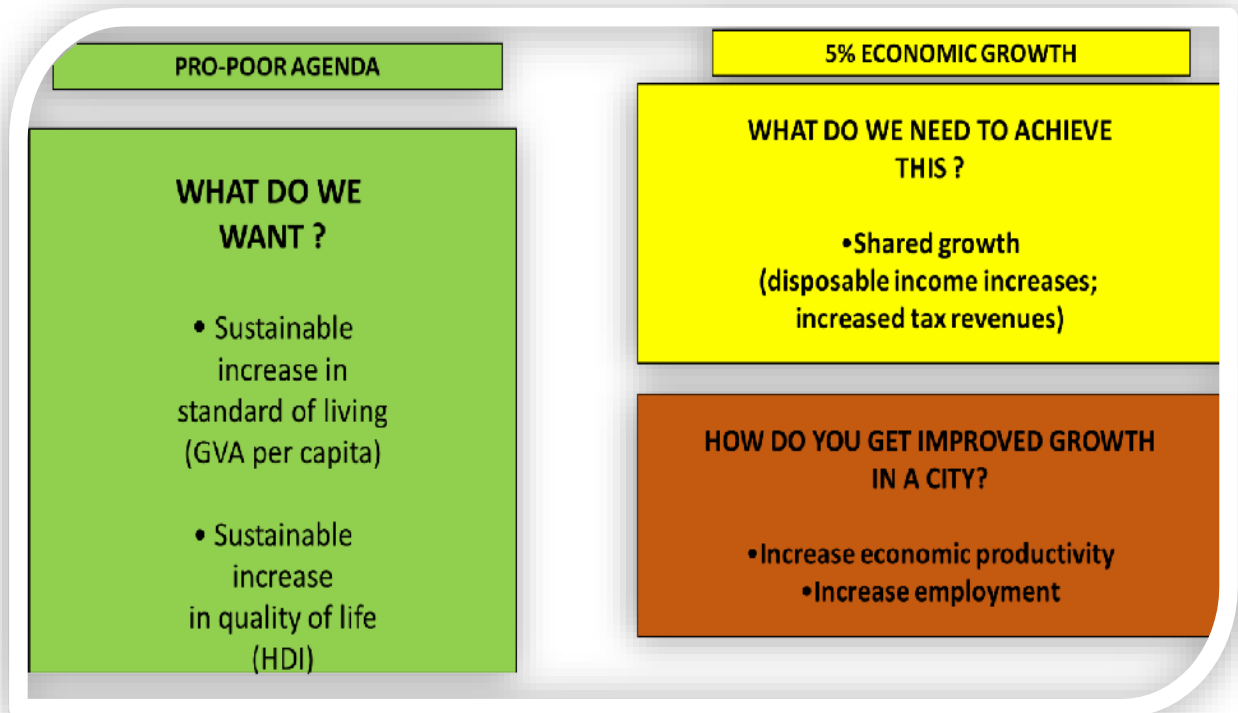 PRO-POOR AGENDA
WHAT DO WE
WANT ?
• Sustainable
increase in
standard of living
(GVA per capita)
• Sustainable
increase
in quality of life
(HDI)
5% ECONOMIC GROWTH
WHAT DO WE NEED TO ACHIEVE
THIS ?
•Shared growth
(disposable income increases;
increased tax revenues)
HOW DO YOU GET IMPROVED GROWTH
IN A CITY?
•Increase economic productivity
•Increase employment